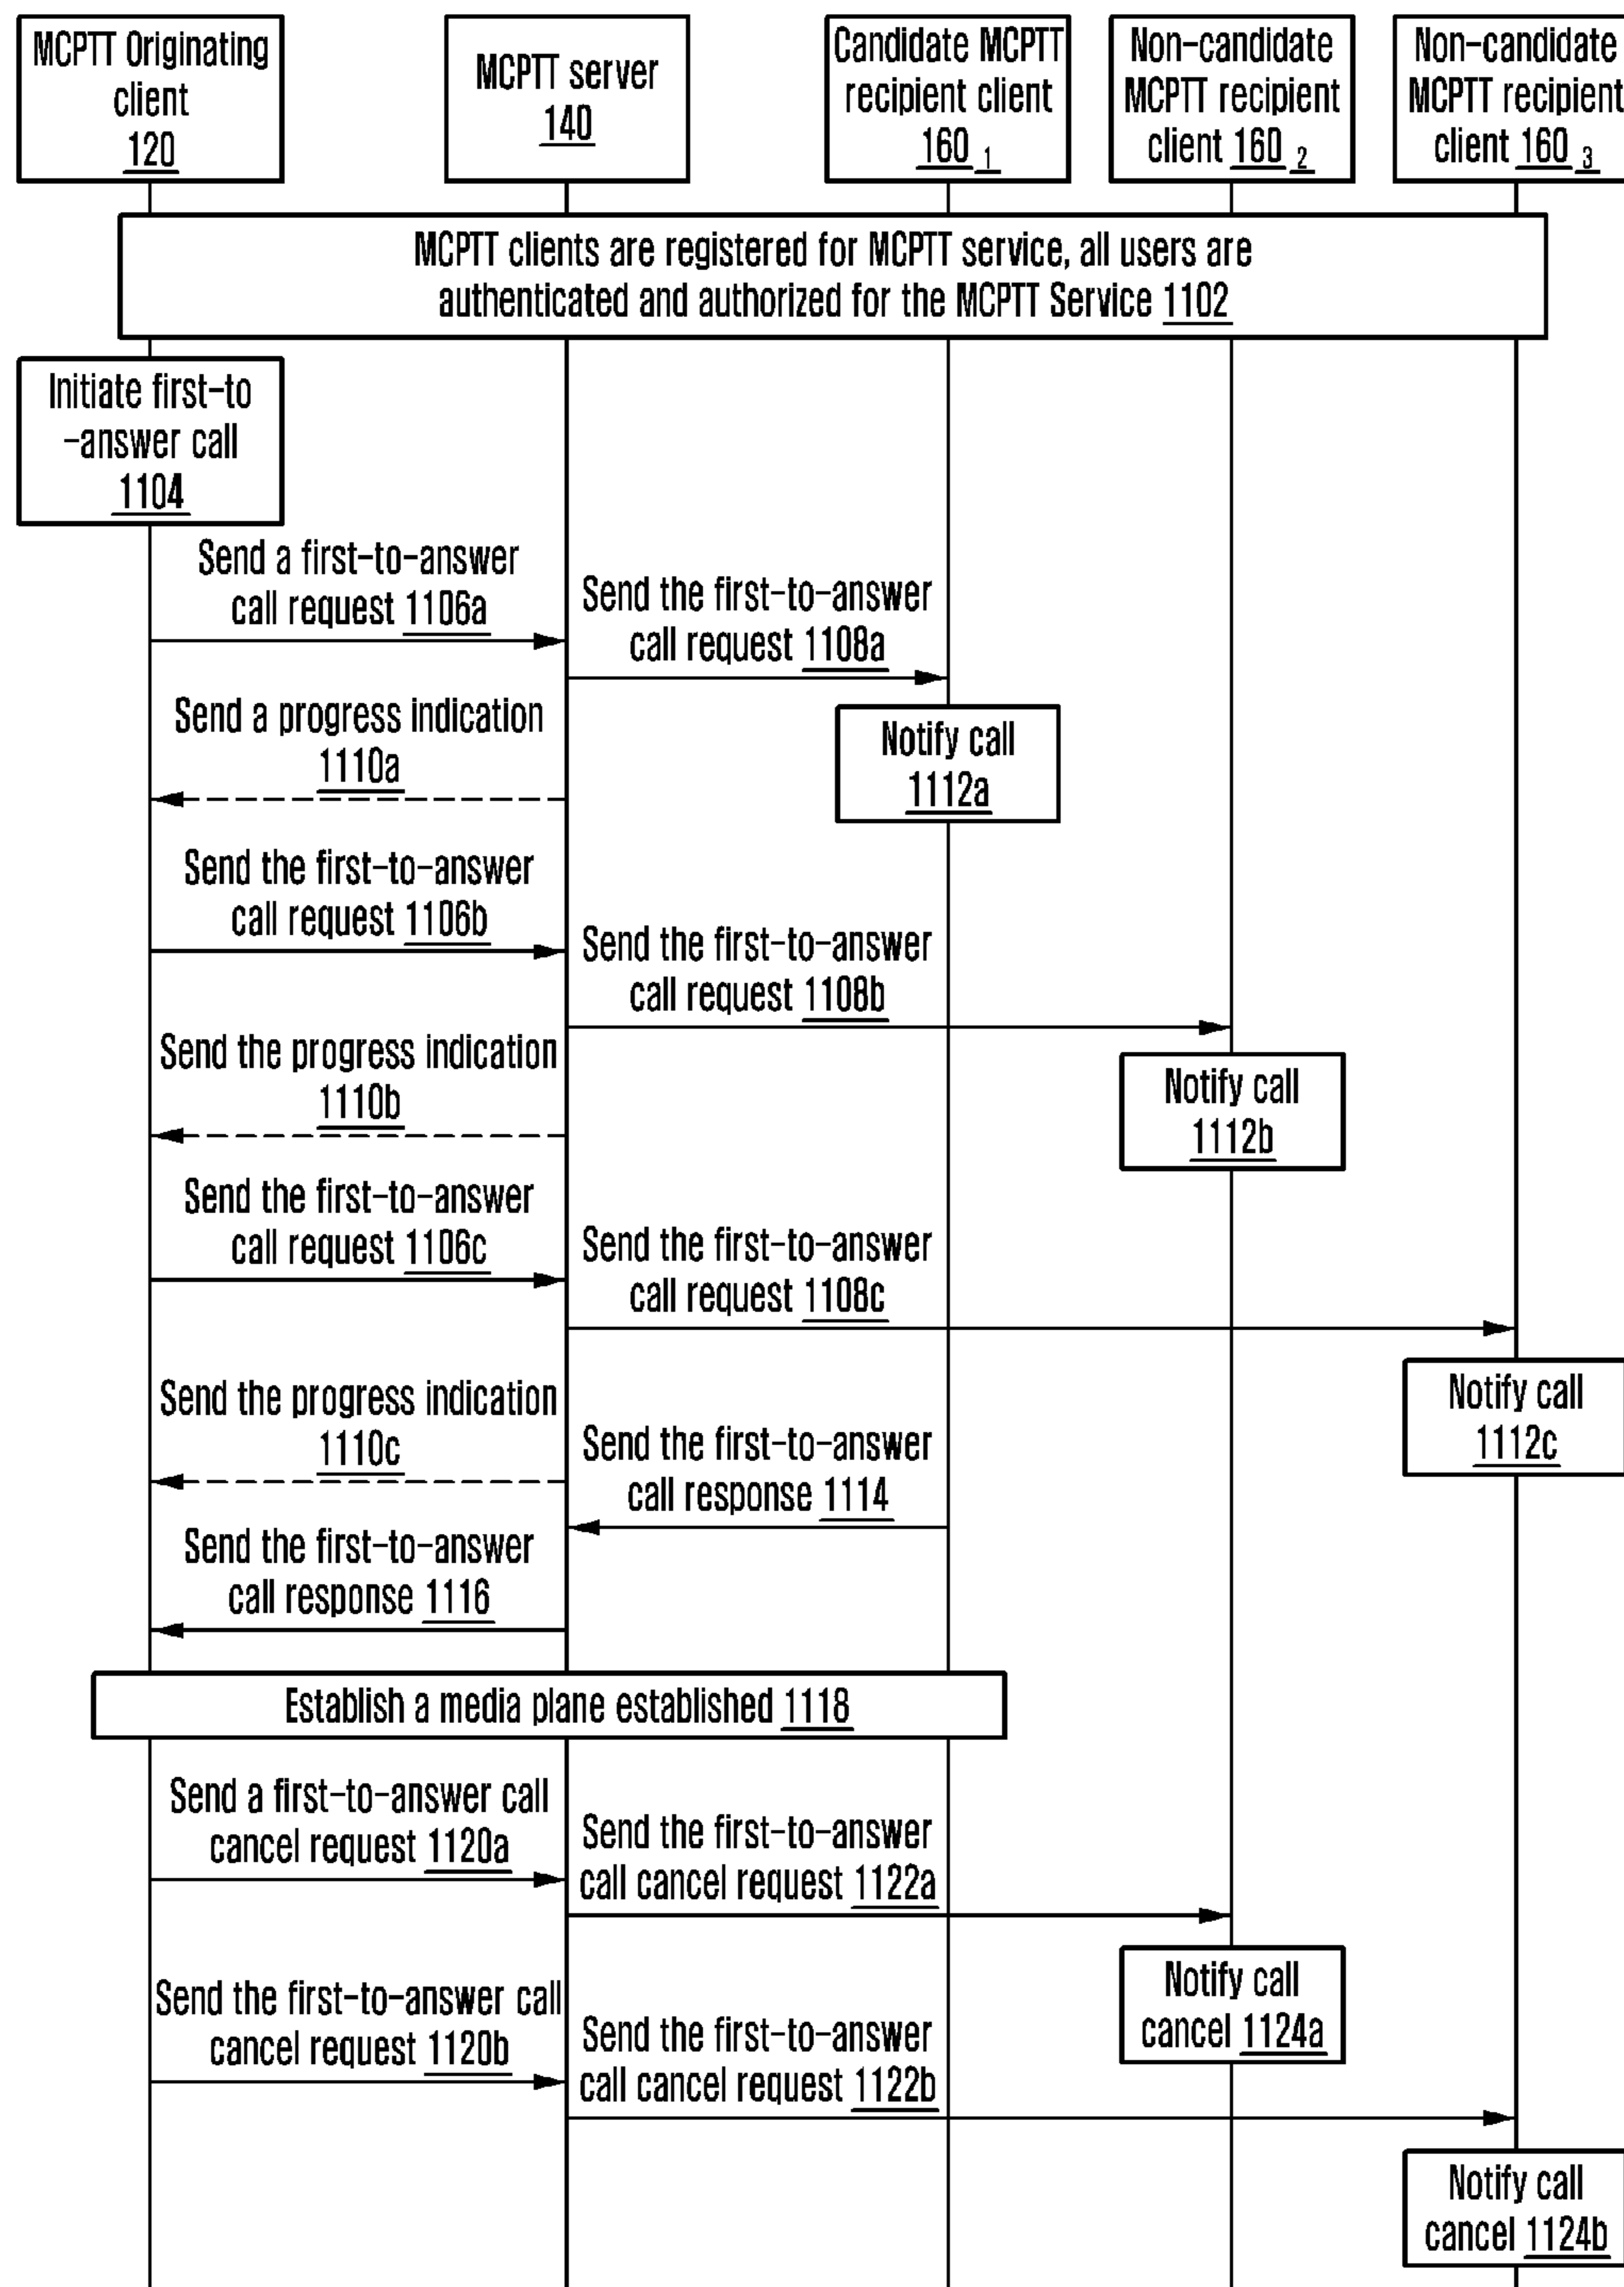 MCPTT Originating
client
120
MCPTT server
140
Candidate MCPTT
recipient client
160 1
Non-candidate
MCPTT recipient
client 160 2
Non-candidate
MCPTT recipient
client 160 3
MCPTT clients are registered for MCPTT service, all users are
authenticated and authorized for the MCPTT Service 1102
Initiate first-to
-answer call
1104
Send a first-to-answer
call request 1106a
Send the first-to-answer
call request 1108a
Send a progress indication
1110a
Notify call
1112a
Send the first-to-answer
call request 1106b
Send the first-to-answer
call request 1108b
Send the progress indication
1110b
Notify call
1112b
Send the first-to-answer
call request 1106c
Send the first-to-answer
call request 1108c
Send the progress indication
1110c
Notify call
1112c
Send the first-to-answer
call response 1114
Send the first-to-answer
call response 1116
Establish a media plane established 1118
Send a first-to-answer call
cancel request 1120a
Send the first-to-answer
call cancel request 1122a
Notify call
cancel 1124a
Send the first-to-answer call
cancel request 1120b
Send the first-to-answer
call cancel request 1122b
Notify call
cancel 1124b